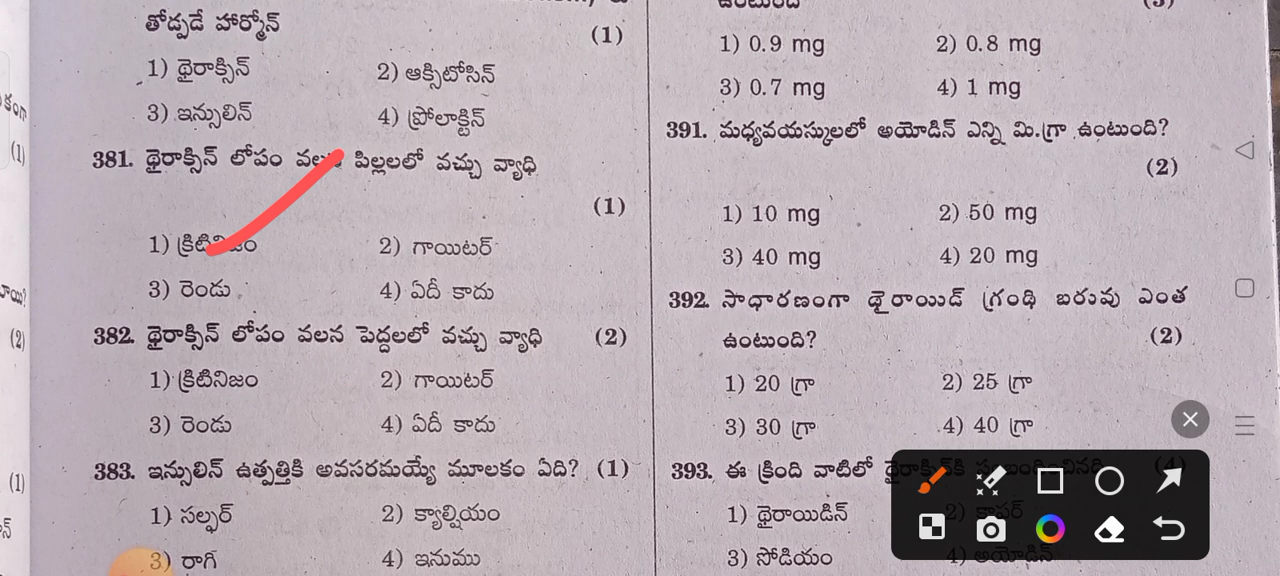 తోడ్పడే హార్మోన్
(1)
1) థైరాక్సిన్ 2) ఆక్సిటోసిన్
3) ఇన్సులిన్ 4) ప్రోలాక్టిన్
381. థైరాక్సిన్ లోపం పిల్లలలో వచ్చు వ్యాధి
(1)
1) క్రిటినిజం 2) గాయిటర్
3) రెండు 4) ఏదీ కాదు
382. థైరాక్సిన్ లోపం వలన పెద్దలలో వచ్చు వ్యాధి (2)
1) క్రిటినిజం 2) గాయిటర్
3) రెండు 4) ఏదీ కాదు
383. ఇన్సులిన్ ఉత్పత్తికి అవసరమయ్యే మూలకం ఏది? (1)
1) సల్ఫర్ 2) క్యాల్షియం
3) రాగ్ 4) ఇనుము
1) 0.9 mg 2) 0.8 mg
3) 0.7 mg 4) 1 mg
391. మధ్యవయస్కులలో అయోడిన్ ఎన్ని మి.గ్రా ఉంటుంది?
(2)
1) 10 mg 2) 50 mg
3) 40 mg 4) 20 mg
392. సాధారణంగా థైరాయిడ్ గ్రంథి బరువు ఎంత
ఉంటుంది? (2)
1) 20 గ్రా 2) 25 గ్రా
3) 30 గ్రా 4) 40 గ్రా
393. ఈ క్రింది వాటిలో
1) థైరాయిడిన్ 2) కాపర్
3) సోడియం 4) అయోడిన్